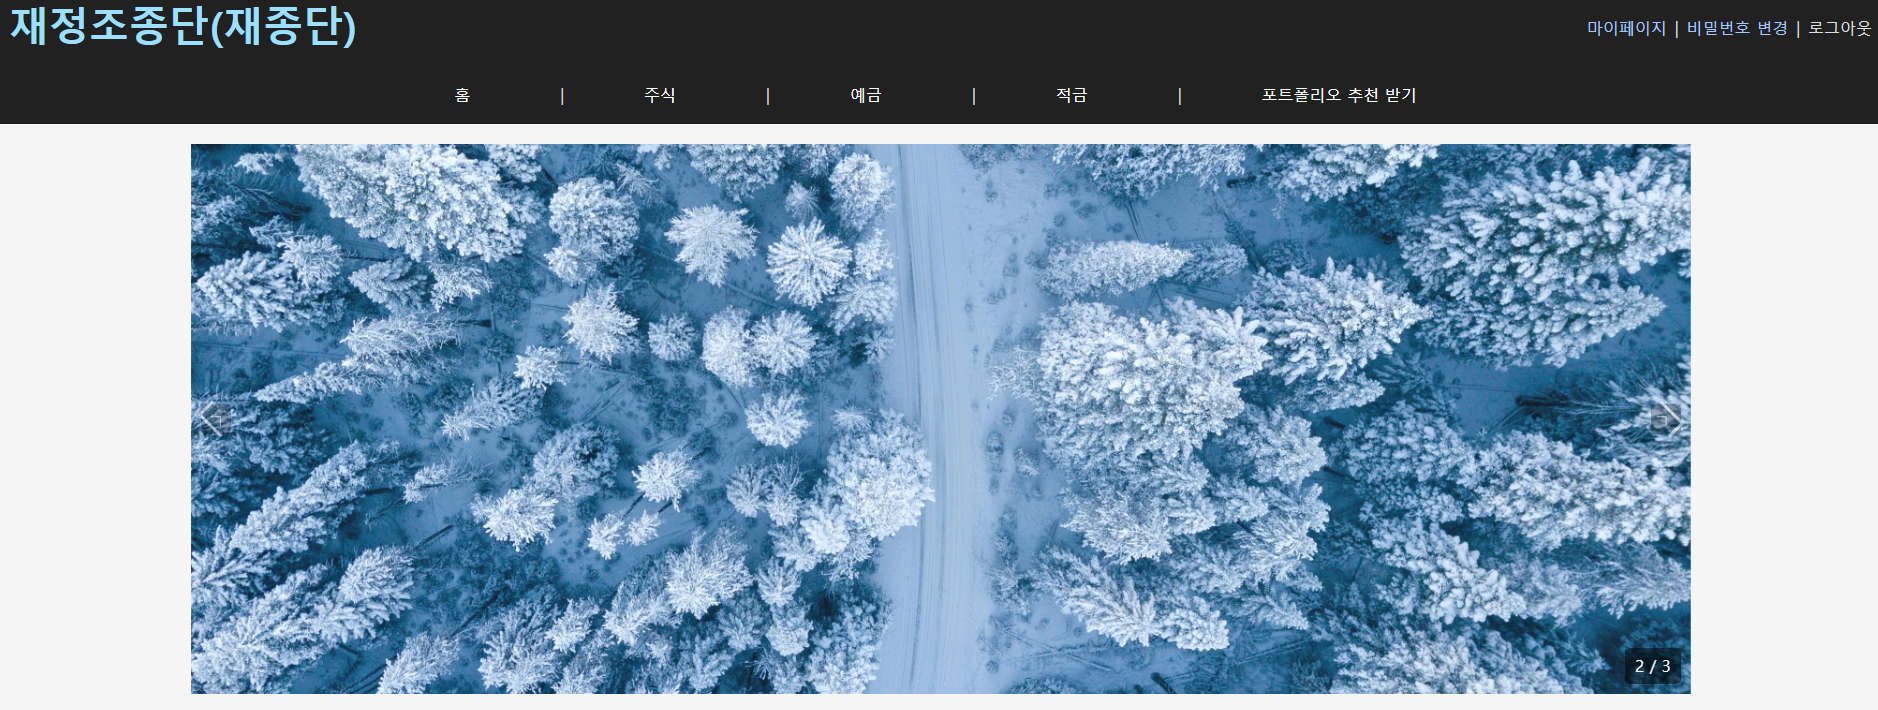 재정조종단(재종단)
마이페이지 | 비밀번호 변경 | 로그아웃
홈 | 주식 | 예금 | 적금 | 포트폴리오 추천 받기
2 / 3